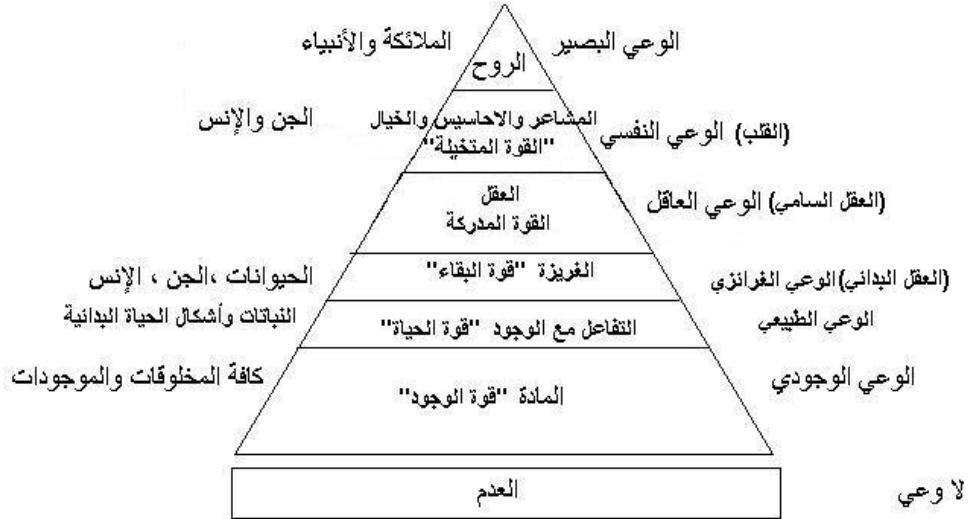 الوعي البصير
الملائكة والأنبياء
الروح
(القلب) الوعي النفسي
المشاعر والاحاسيس والخيال
"القوة المتخيلة"
الجن والإنس
(العقل السامي) الوعي العاقل
العقل
القوة المدركة
(العقل البدائي) الوعي الغرائزي
الغريزة "قوة البقاء"
الحيوانات ،الجن ، الإنس
الوعي الطبيعي
التفاعل مع الوجود "قوة الحياة"
النباتات وأشكال الحياة البدائية
الوعي الوجودي
المادة "قوة الوجود"
كافة المخلوقات والموجودات
لا وعي
العدم